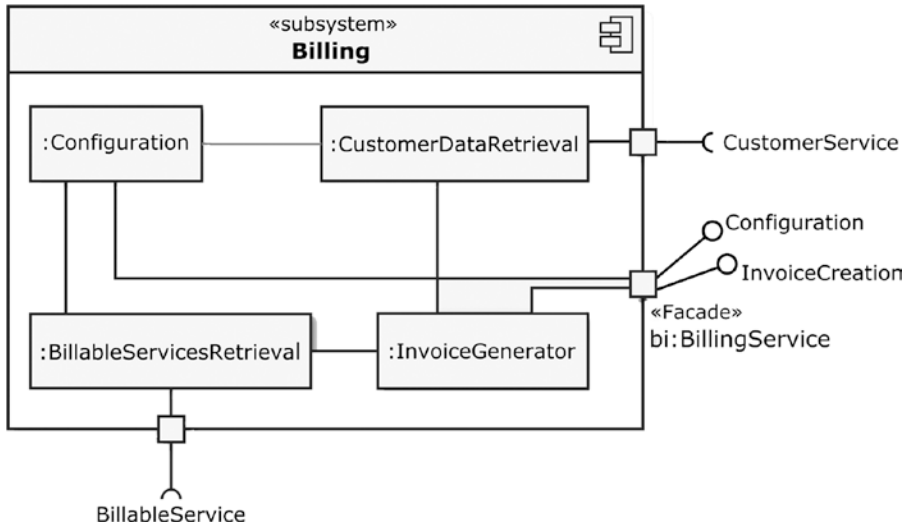 «subsystem»
Billing
:Configuration
:CustomerDataRetrieval
CustomerService
Configuration
InvoiceCreation
«Facade»
bi:BillingService
:BillableServicesRetrieval
:InvoiceGenerator
BillableService